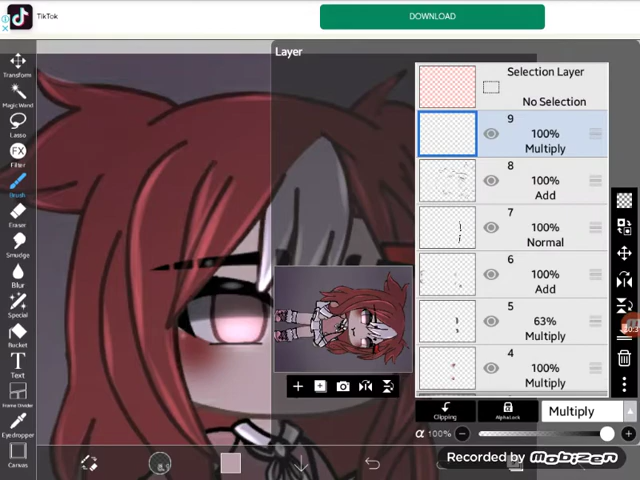 TikTok
DOWNLOAD
Layer
Transform
Magic Wand
Lasso
FX
Filter
Brush
Eraser
Smudge
Blur
Special
Bucket
T
Text
Frame Divider
Eyedropper
Canvas
Selection Layer
No Selection
9
100%
Multiply
8
100%
Add
7
100%
Normal
6
100%
Add
5
63%
Multiply
4
100%
Multiply
Clipping
AlphaLock
Multiply
α 100%
Recorded by Mobizen